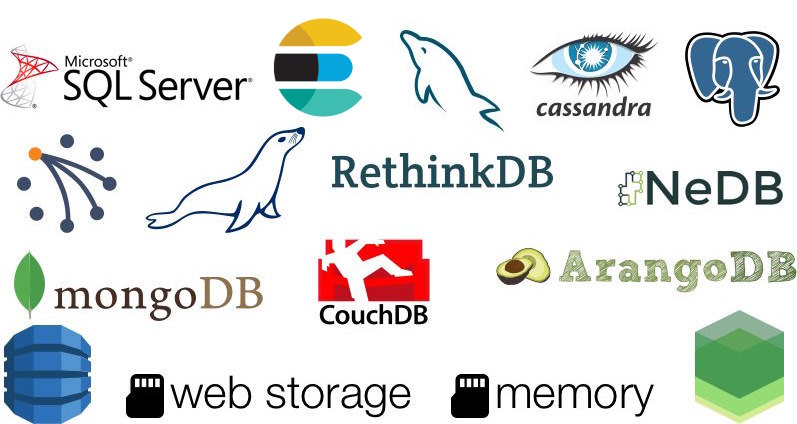 Microsoft®
SQL Server®
®
cassandra
RethinkDB
NeDB
mongoDB
CouchDB
ArangoDB
web storage
memory